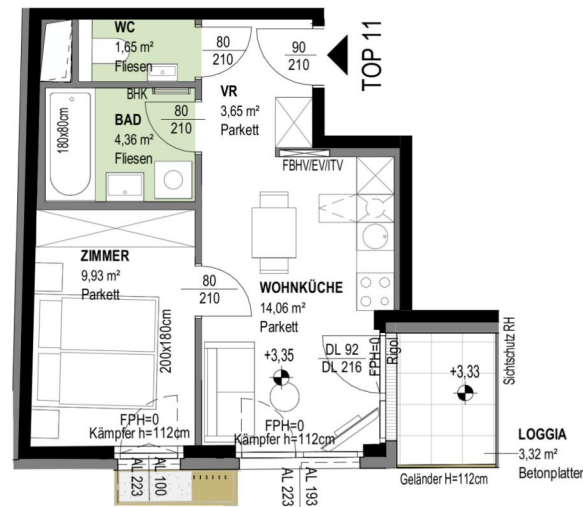 WC
1,65 m²
Fliesen
80
210
90
210
TOP 11
BHK
VR
3,65 m²
Parkett
180x80cm
BAD
4,36 m²
Fliesen
80
210
FBHV/EV/ITV
ZIMMER
9,93 m²
Parkett
80
210
WOHNKÜCHE
14,06 m²
Parkett
200x180cm
+3,35
DL 92
DL 216
FPH=0
Rigol
+3,33
Sichtschutz RH
FPH=0
Kämpfer h=112cm
FPH=0
Kämpfer h=112cm
LOGGIA
3,32 m²
Betonplatten
Geländer H=112cm
AL 100
AL 223
AL 193
AL 223